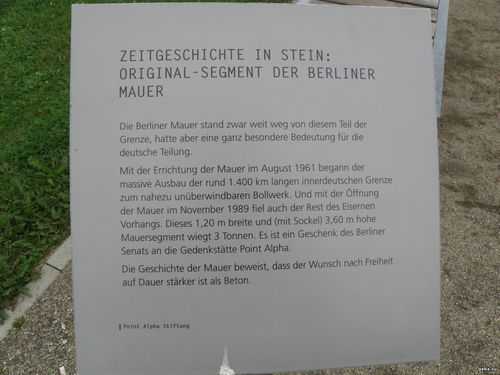 ZEITGESCHICHTE IN STEIN:
ORIGINAL-SEGMENT DER BERLINER
MAUER
Die Berliner Mauer stand zwar weit weg von diesem Teil der
Grenze, hatte aber eine ganz besondere Bedeutung für die
deutsche Teilung.
Mit der Errichtung der Mauer im August 1961 begann der
massive Ausbau der rund 1.400 km langen innerdeutschen Grenze
zum nahezu unüberwindbaren Bollwerk. Und mit der Öffnung
der Mauer im November 1989 fiel auch der Rest des Eisernen
Vorhangs. Dieses 1,20 m breite und (mit Sockel) 3,60 m hohe
Mauersegment wiegt 3 Tonnen. Es ist ein Geschenk des Berliner
Senats an die Gedenkstätte Point Alpha.
Die Geschichte der Mauer beweist, dass der Wunsch nach Freiheit
auf Dauer stärker ist als Beton.
Point Alpha Stiftung